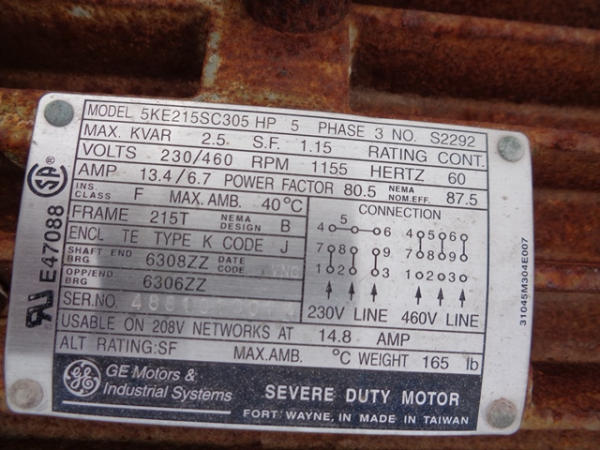 MODEL 5KE215SC305 HP 5 PHASE 3 NO. S2292
MAX. KVAR 2.5 S.F. 1.15 RATING CONT.
VOLTS 230/460 RPM 1155 HERTZ 60
AMP 13.4/6.7 POWER FACTOR 80.5 NEMA NOM.EFF. 87.5
INS. CLASS F MAX. AMB. 40°C
FRAME 215T NEMA DESIGN B
ENCL TE TYPE K CODE J
SHAFT END BRG 6308ZZ DATE CODE
OPP/END BRG 6306ZZ
SER.NO.
CONNECTION
5 4 6 4 5 6
7 8 9 7 8 9
1 2 3 1 2 3
230V LINE 460V LINE
USABLE ON 208V NETWORKS AT 14.8 AMP
ALT RATING:SF MAX.AMB. °C WEIGHT 165 lb
GE Motors &
Industrial Systems
SEVERE DUTY MOTOR
FORT WAYNE, IN MADE IN TAIWAN
SA ®
E47088
31045M304E007